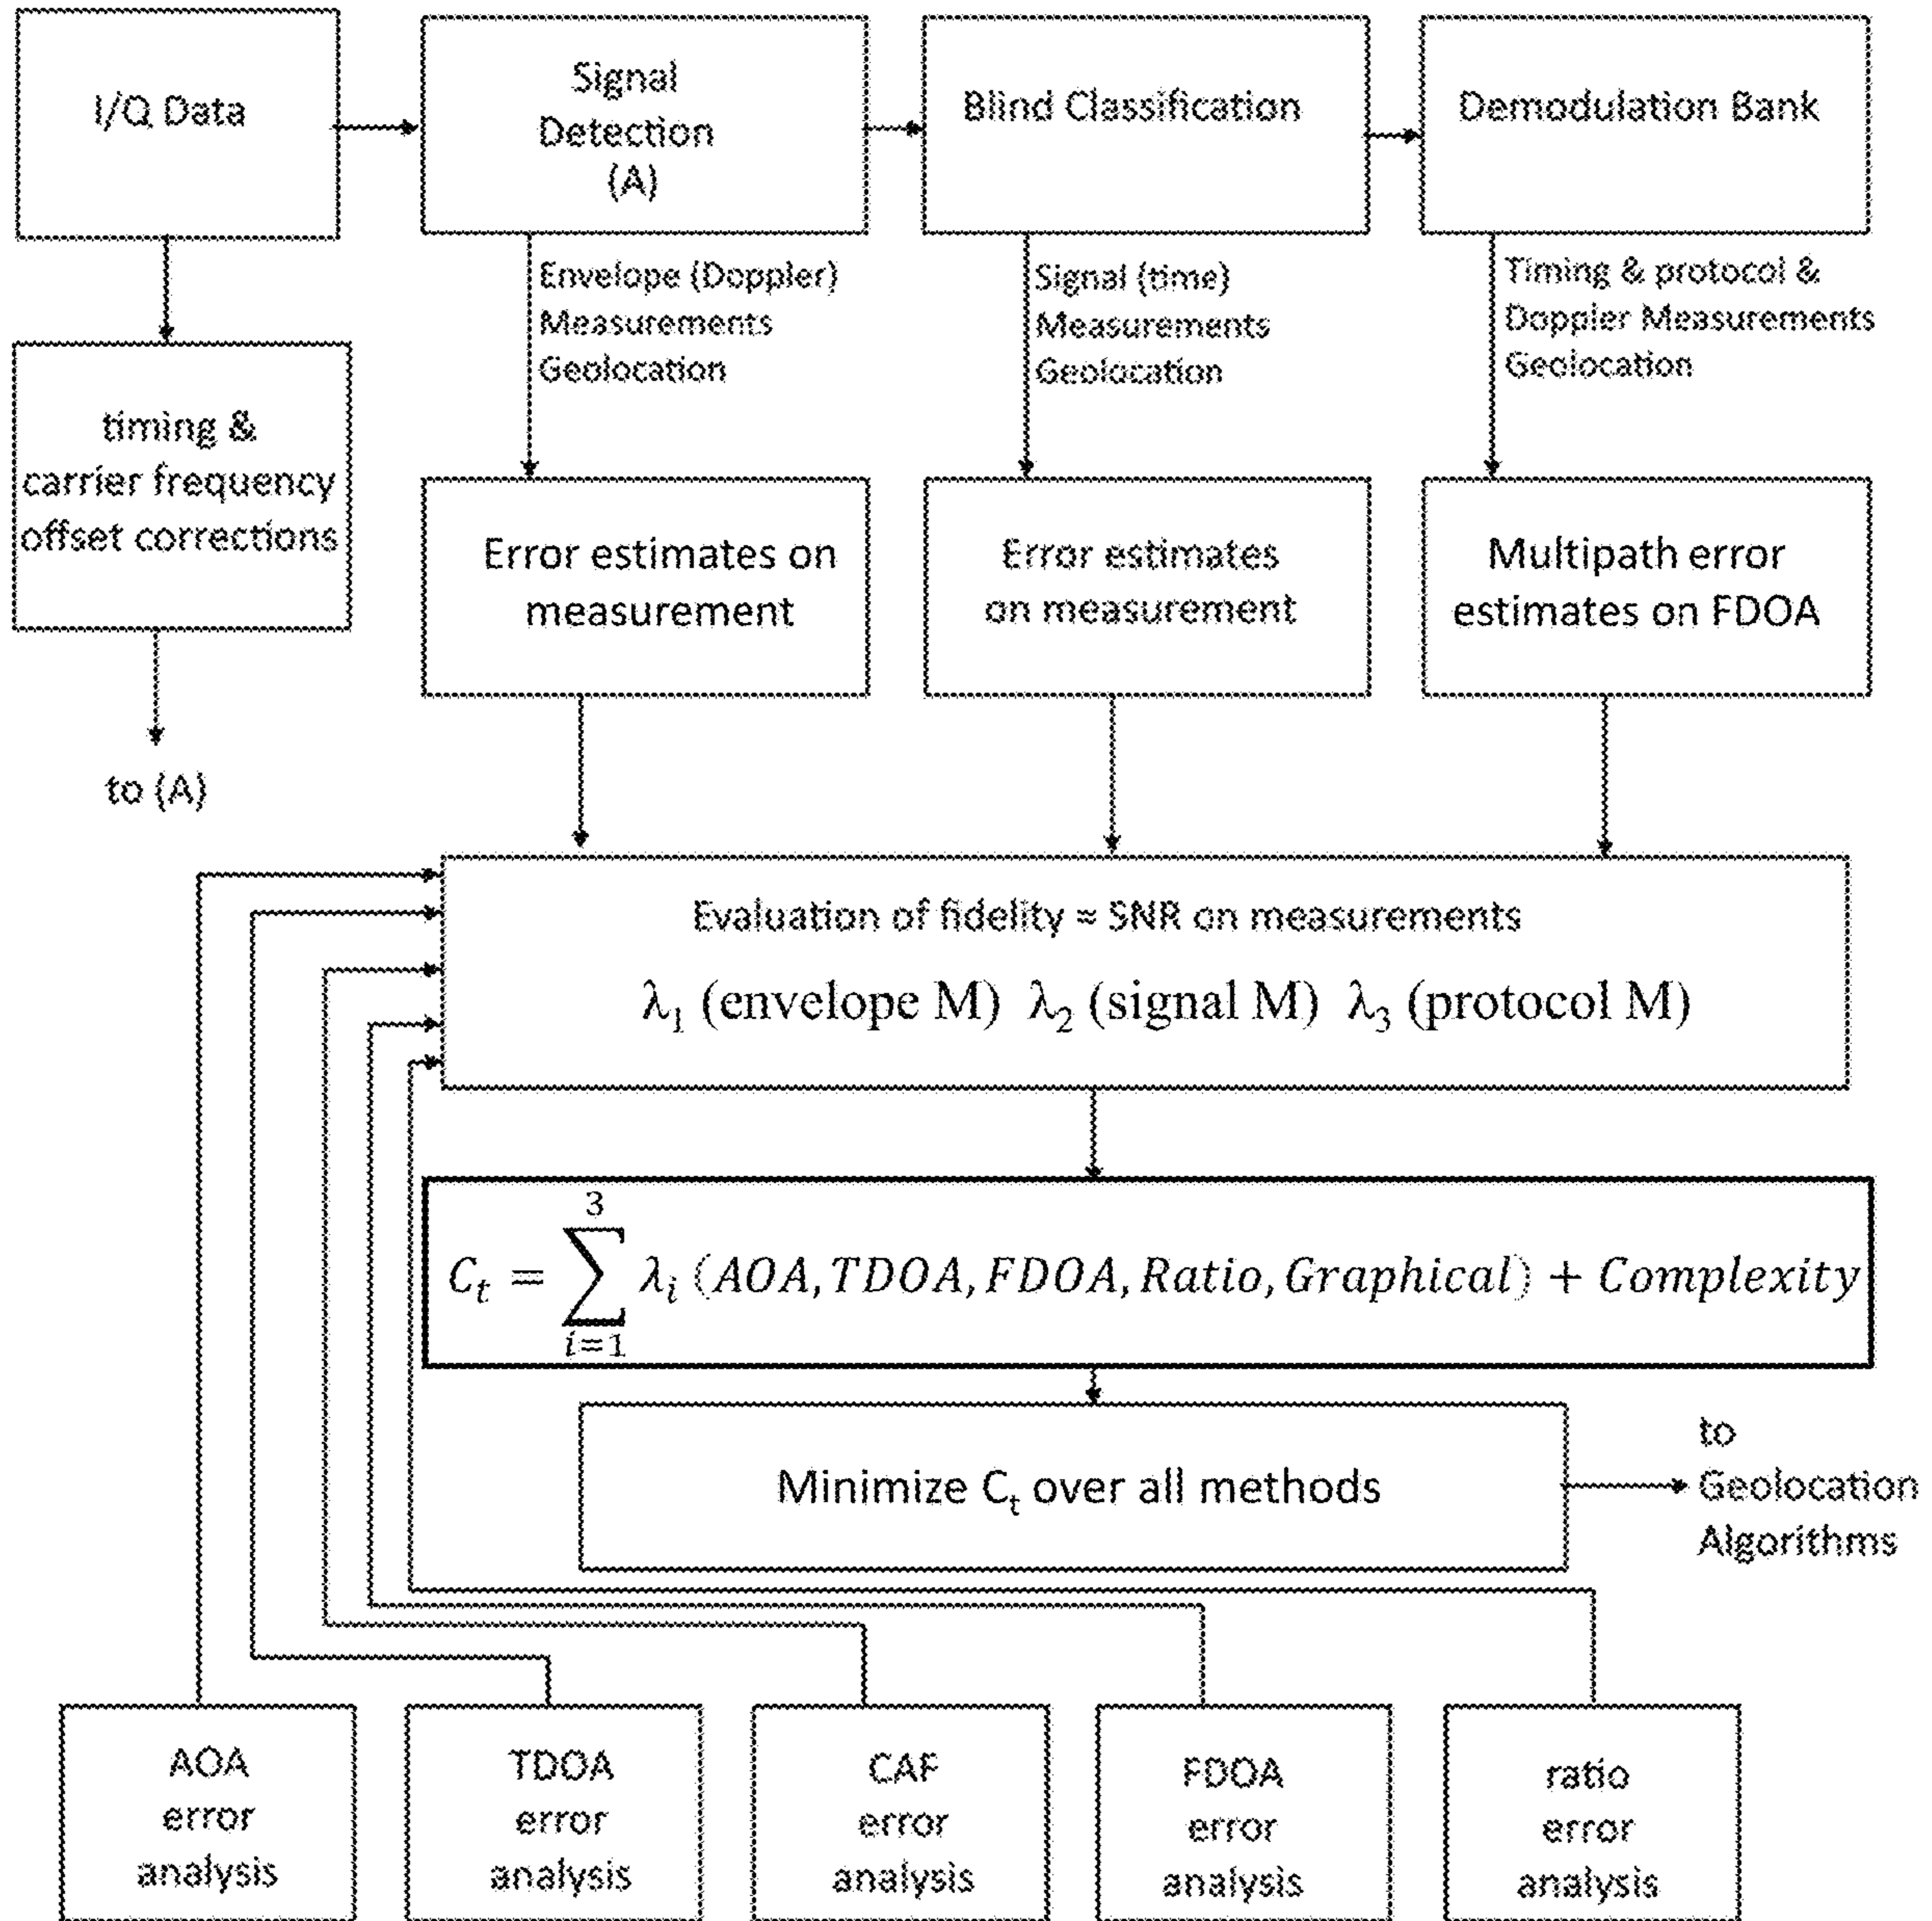 I/Q Data
Signal
Detection
(A)
Blind Classification
Demodulation Bank
Envelope (Doppler)
Measurements
Geolocation
Signal (time)
Measurements
Geolocation
Timing & protocol &
Doppler Measurements
Geolocation
timing &
carrier frequency
offset corrections
to (A)
Error estimates on
measurement
Error estimates
on measurement
Multipath error
estimates on FDOA
Evaluation of fidelity = SNR on measurements
λ₁ (envelope M) λ₂ (signal M) λ₃ (protocol M)
C_t = ∑_{i=1}^{3} λ_i (AOA, TDOA, FDOA, Ratio, Graphical) + Complexity
Minimize Cₜ over all methods
to
Geolocation
Algorithms
AOA
error
analysis
TDOA
error
analysis
CAF
error
analysis
FDOA
error
analysis
ratio
error
analysis